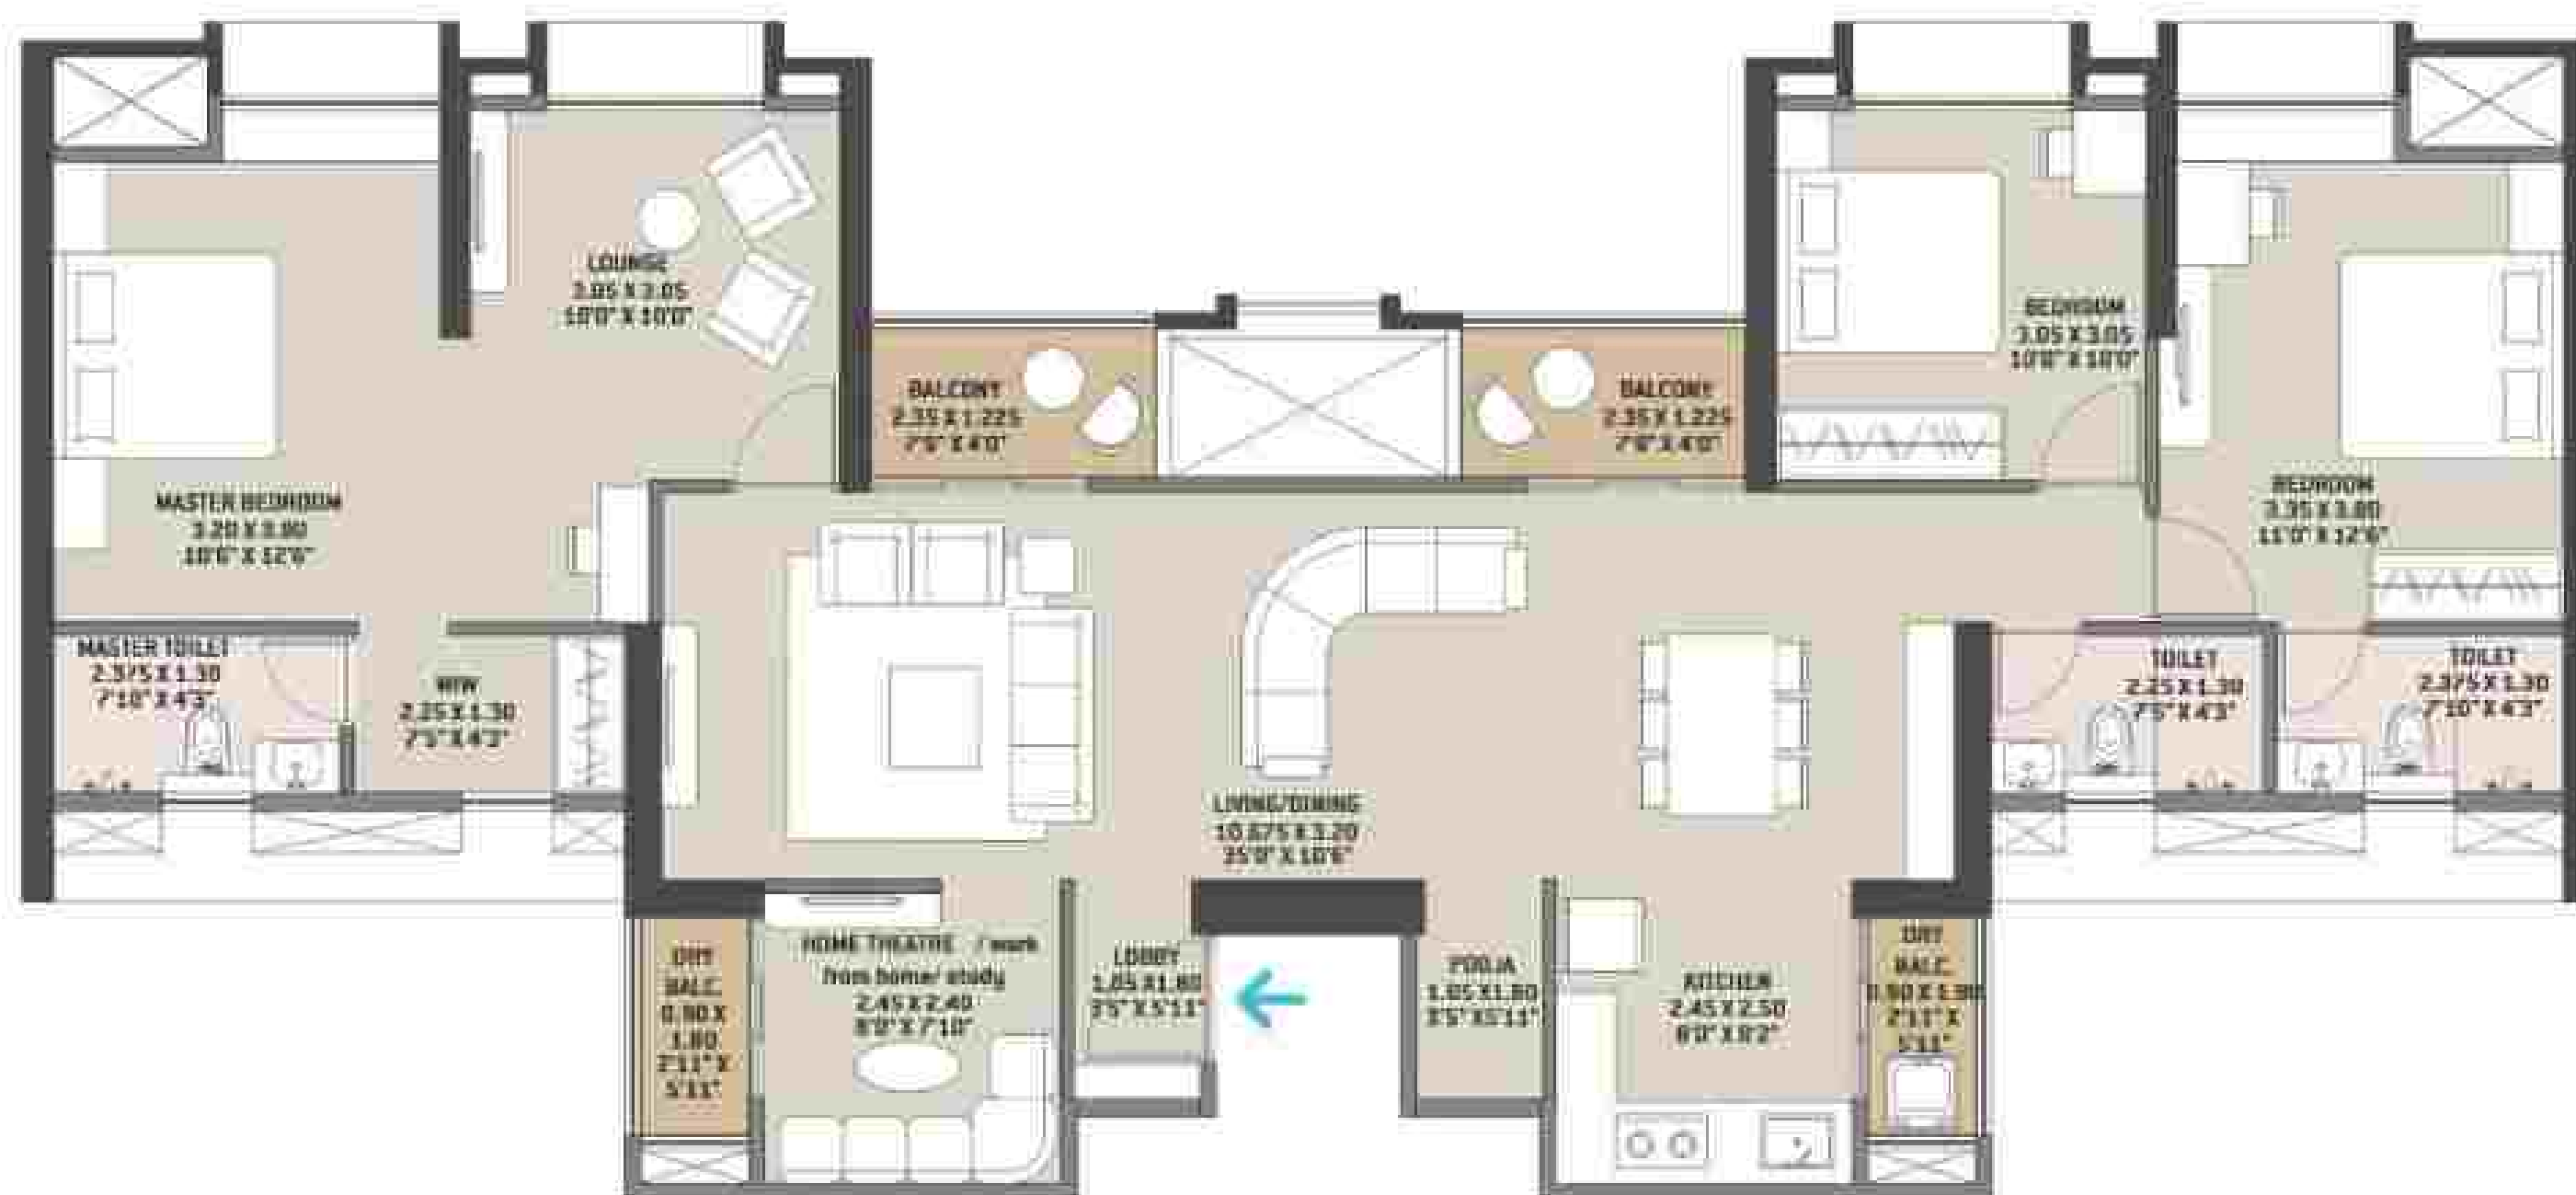 LOUNGE
3.05 X 3.05
10'0" X 10'0"
BALCONY
2.35 X 1.225
7'8" X 4'0"
BALCONY
2.35 X 1.225
7'8" X 4'0"
BEDROOM
3.05 X 3.05
10'0" X 10'0"
MASTER BEDROOM
3.20 X 3.80
10'6" X 12'6"
BEDROOM
3.35 X 3.80
11'0" X 12'6"
MASTER TOILET
2.375 X 1.30
7'10" X 4'3"
WIW
2.25 X 1.30
7'5" X 4'3"
TOILET
2.25 X 1.30
7'5" X 4'3"
TOILET
2.375 X 1.30
7'10" X 4'3"
LIVING/DINING
10.675 X 3.20
35'0" X 10'6"
DRY
BALC.
0.90 X
1.80
2'11" X
5'11"
HOME THEATRE / work
from home/ study
2.45 X 2.40
8'0" X 7'10"
LOBBY
1.05 X 1.80
3'5" X 5'11"
POOJA
1.05 X 1.80
3'5" X 5'11"
KITCHEN
2.45 X 2.50
8'0" X 8'2"
DRY
BALC.
0.90 X 1.80
2'11" X
5'11"